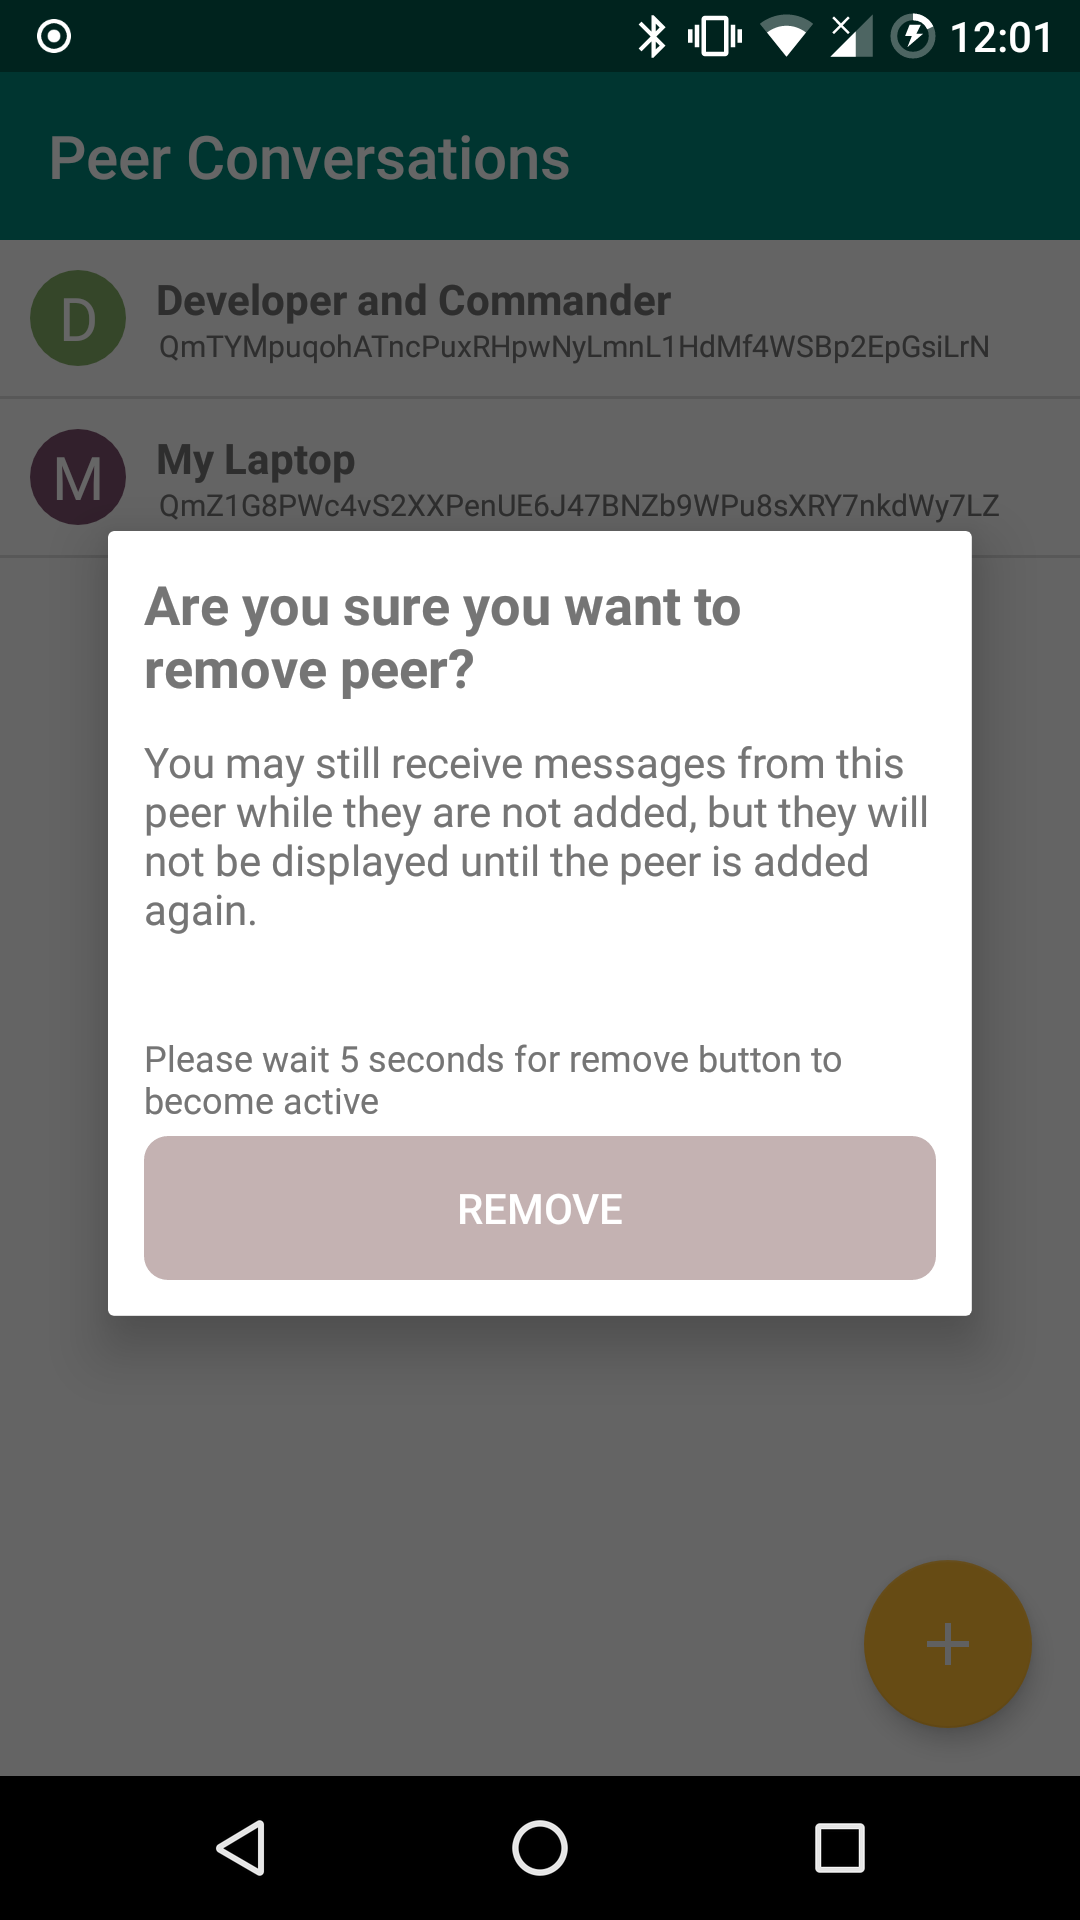 12:01
Peer Conversations
D
Developer and Commander
QmTYMpuqohATncPuxRHpwNyLmnL1HdMf4WSBp2EpGsiLrN
M
My Laptop
QmZ1G8PWc4vS2XXPenUE6J47BNZb9WPu8sXRY7nkdWy7LZ
Are you sure you want to
remove peer?
You may still receive messages from this
peer while they are not added, but they will
not be displayed until the peer is added
again.
Please wait 5 seconds for remove button to
become active
REMOVE